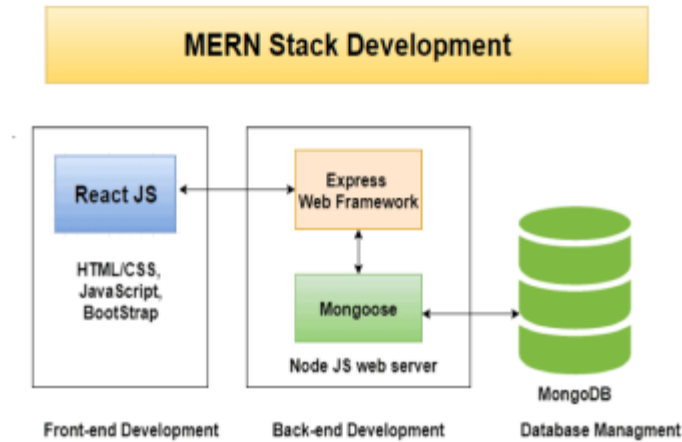 MERN Stack Development
React JS
HTML/CSS,
JavaScript,
BootStrap
Front-end Development
Express
Web Framework
Mongoose
Node JS web server
Back-end Development
MongoDB
Database Managment